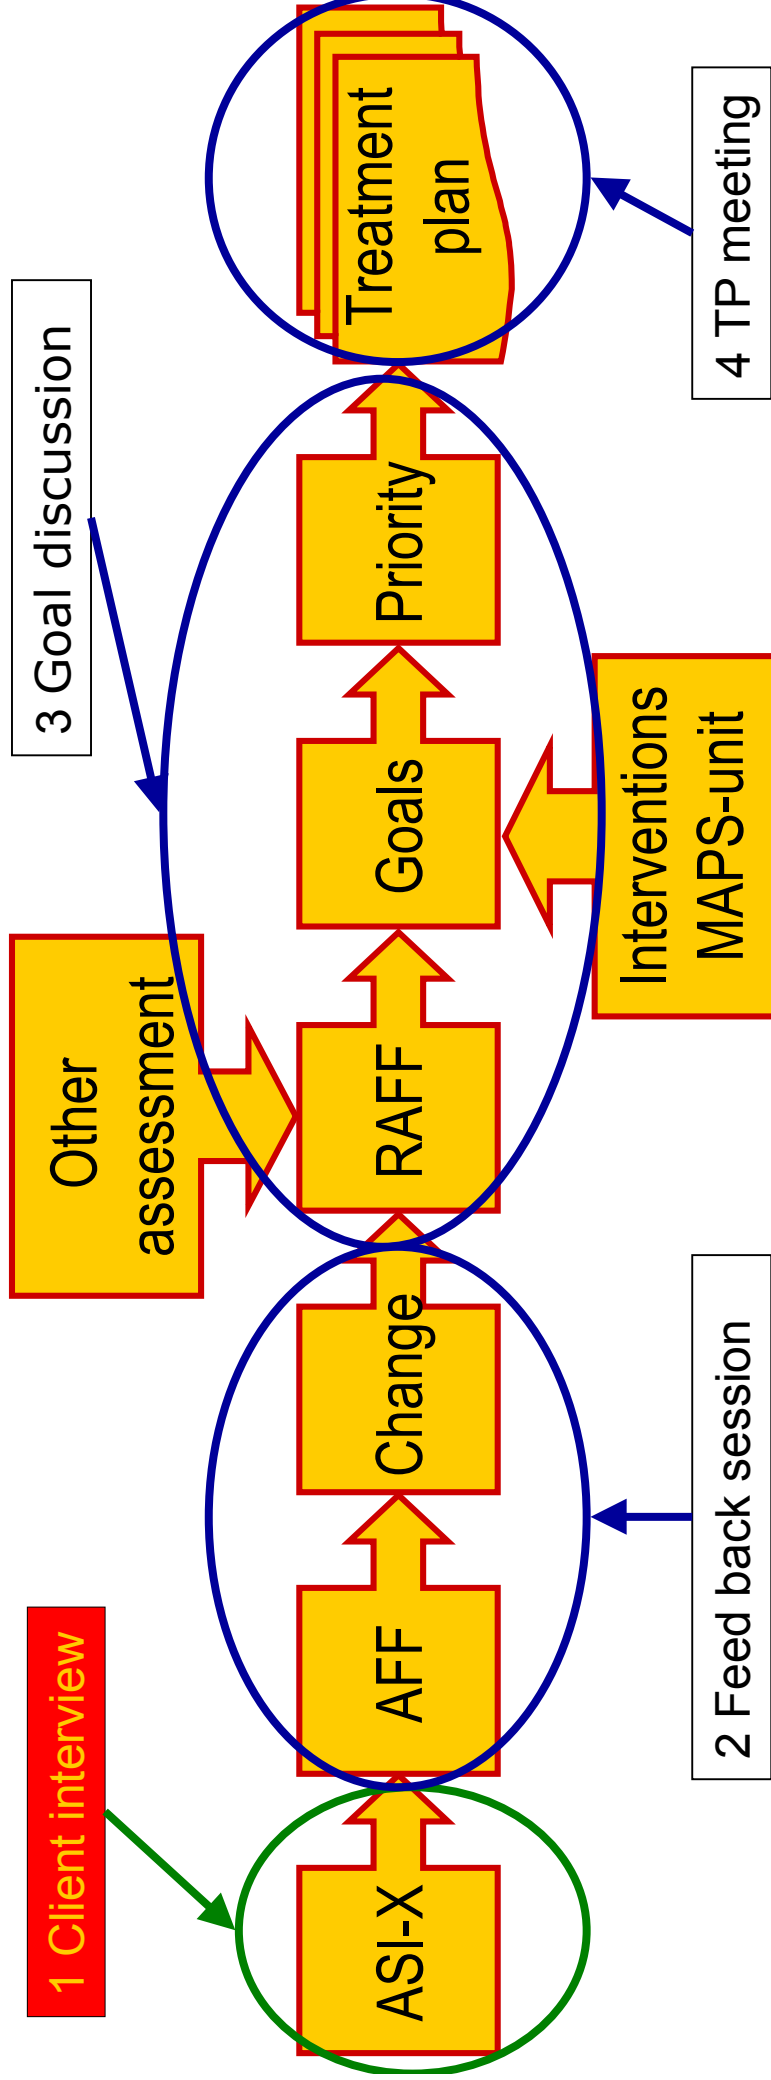 1 Client interview
3 Goal discussion
Other
assessment
ASI-X
AFF
Change
RAFF
Goals
Priority
Treatment
plan
Interventions
MAPS-unit
2 Feed back session
4 TP meeting